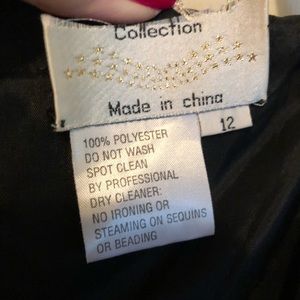 Collection
Made in china
12
100% POLYESTER
DO NOT WASH
SPOT CLEAN
BY PROFESSIONAL
DRY CLEANER:
NO IRONING OR
STEAMING ON SEQUINS
OR BEADING